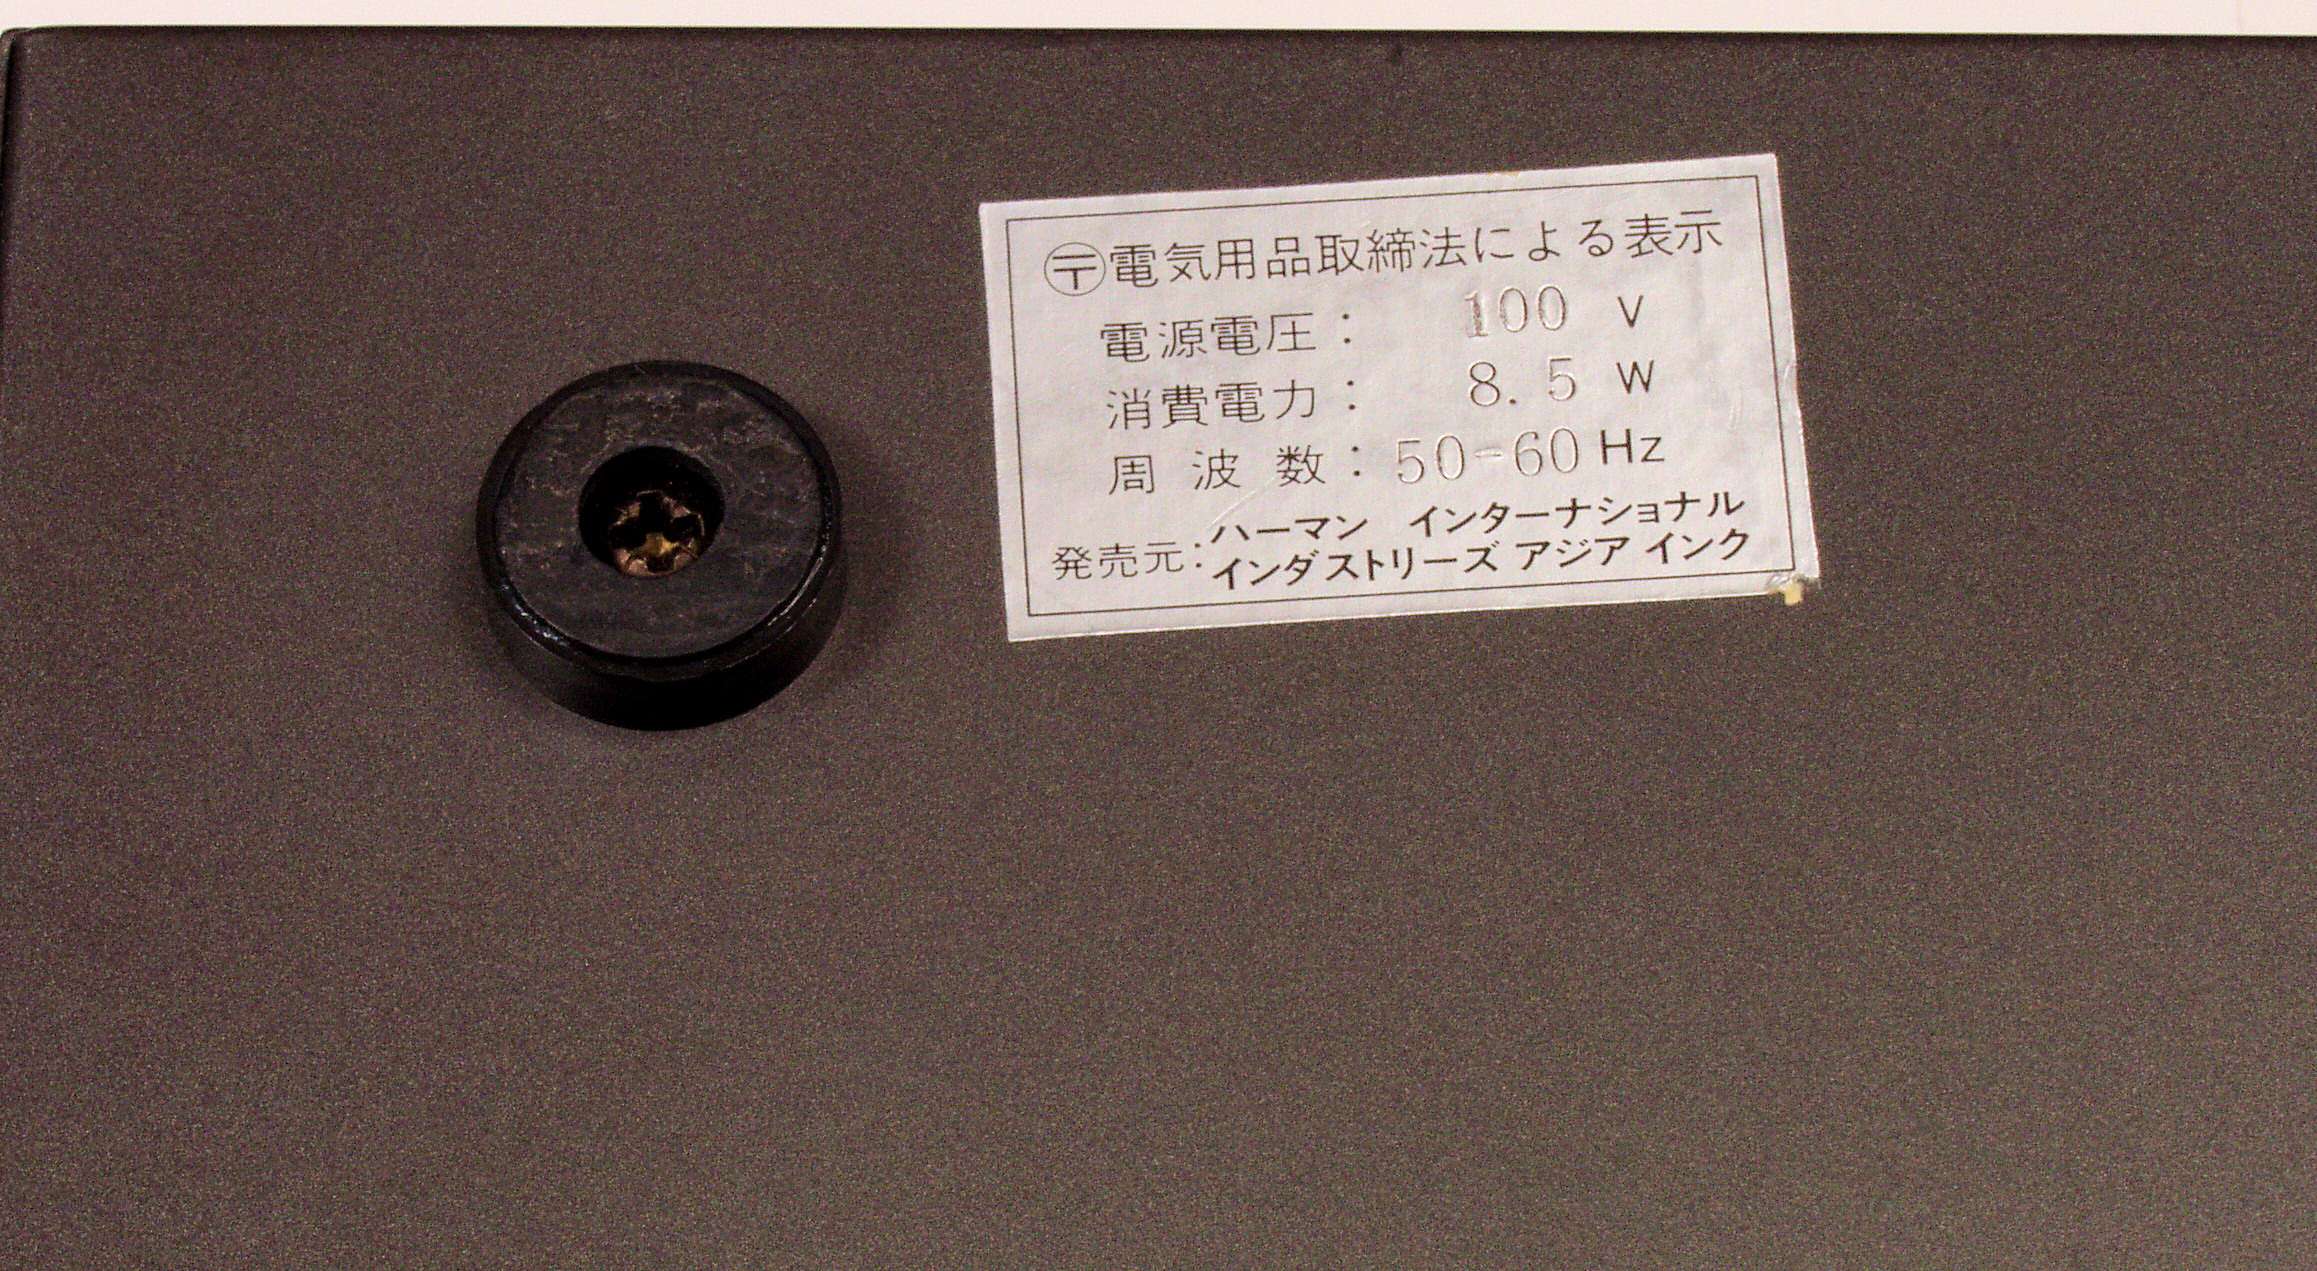 〶電気用品取締法による表示
電源電圧: 100 V
消費電力: 8.5 W
周波数: 50-60 Hz
発売元: ハーマン インターナショナル
インダストリーズ アジア インク